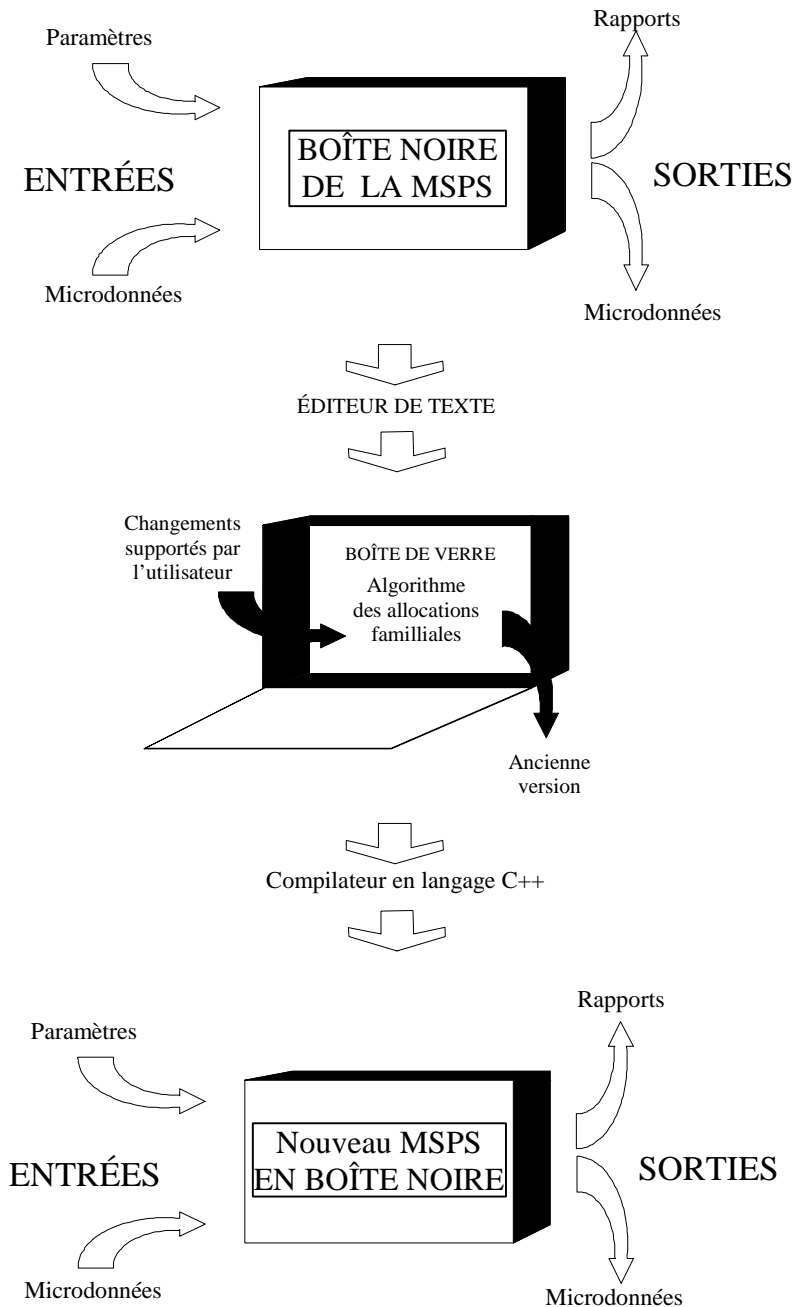 Rapports
Paramètres
BOÎTE NOIRE
DE LA MSPS
ENTRÉES
SORTIES
Microdonnées
Microdonnées
ÉDITEUR DE TEXTE
Changements
supportés par
l'utilisateur
BOÎTE DE VERRE
Algorithme
des allocations
familliales
Ancienne
version
Compilateur en langage C++
Rapports
Paramètres
Nouveau MSPS
EN BOÎTE NOIRE
ENTRÉES
SORTIES
Microdonnées
Microdonnées